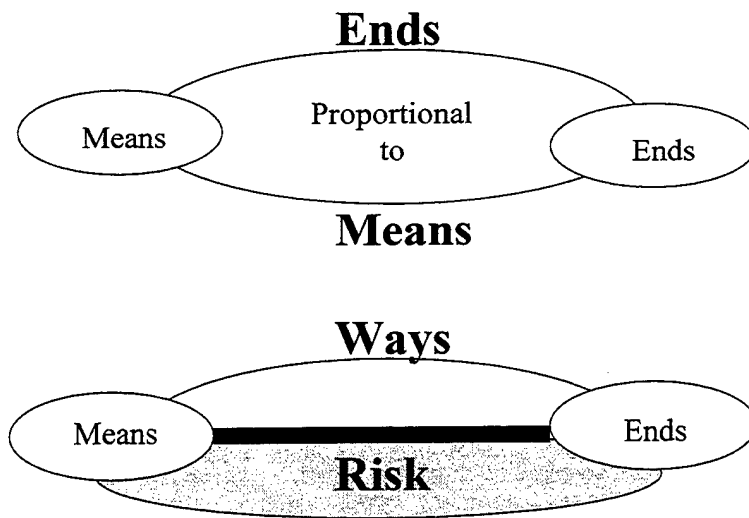 Ends
Proportional
to
Means
Ends
Means
Ways
Means
Ends
Risk